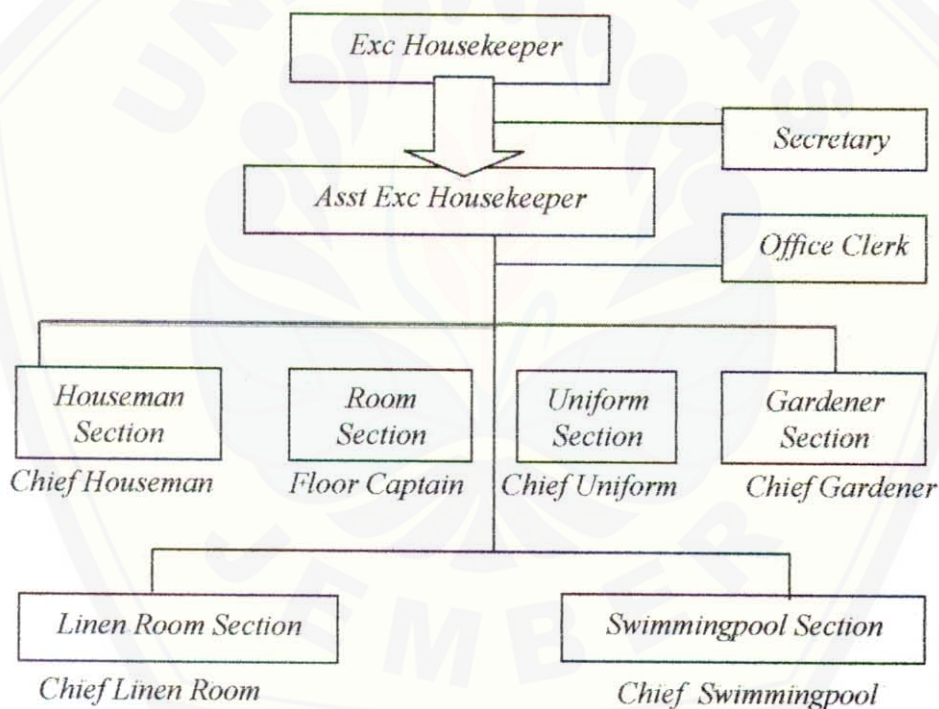 Exc Housekeeper
Secretary
Asst Exc Housekeeper
Office Clerk
Houseman
Section
Chief Houseman
Room
Section
Floor Captain
Uniform
Section
Chief Uniform
Gardener
Section
Chief Gardener
Linen Room Section
Chief Linen Room
Swimmingpool Section
Chief Swimmingpool
JEMBER